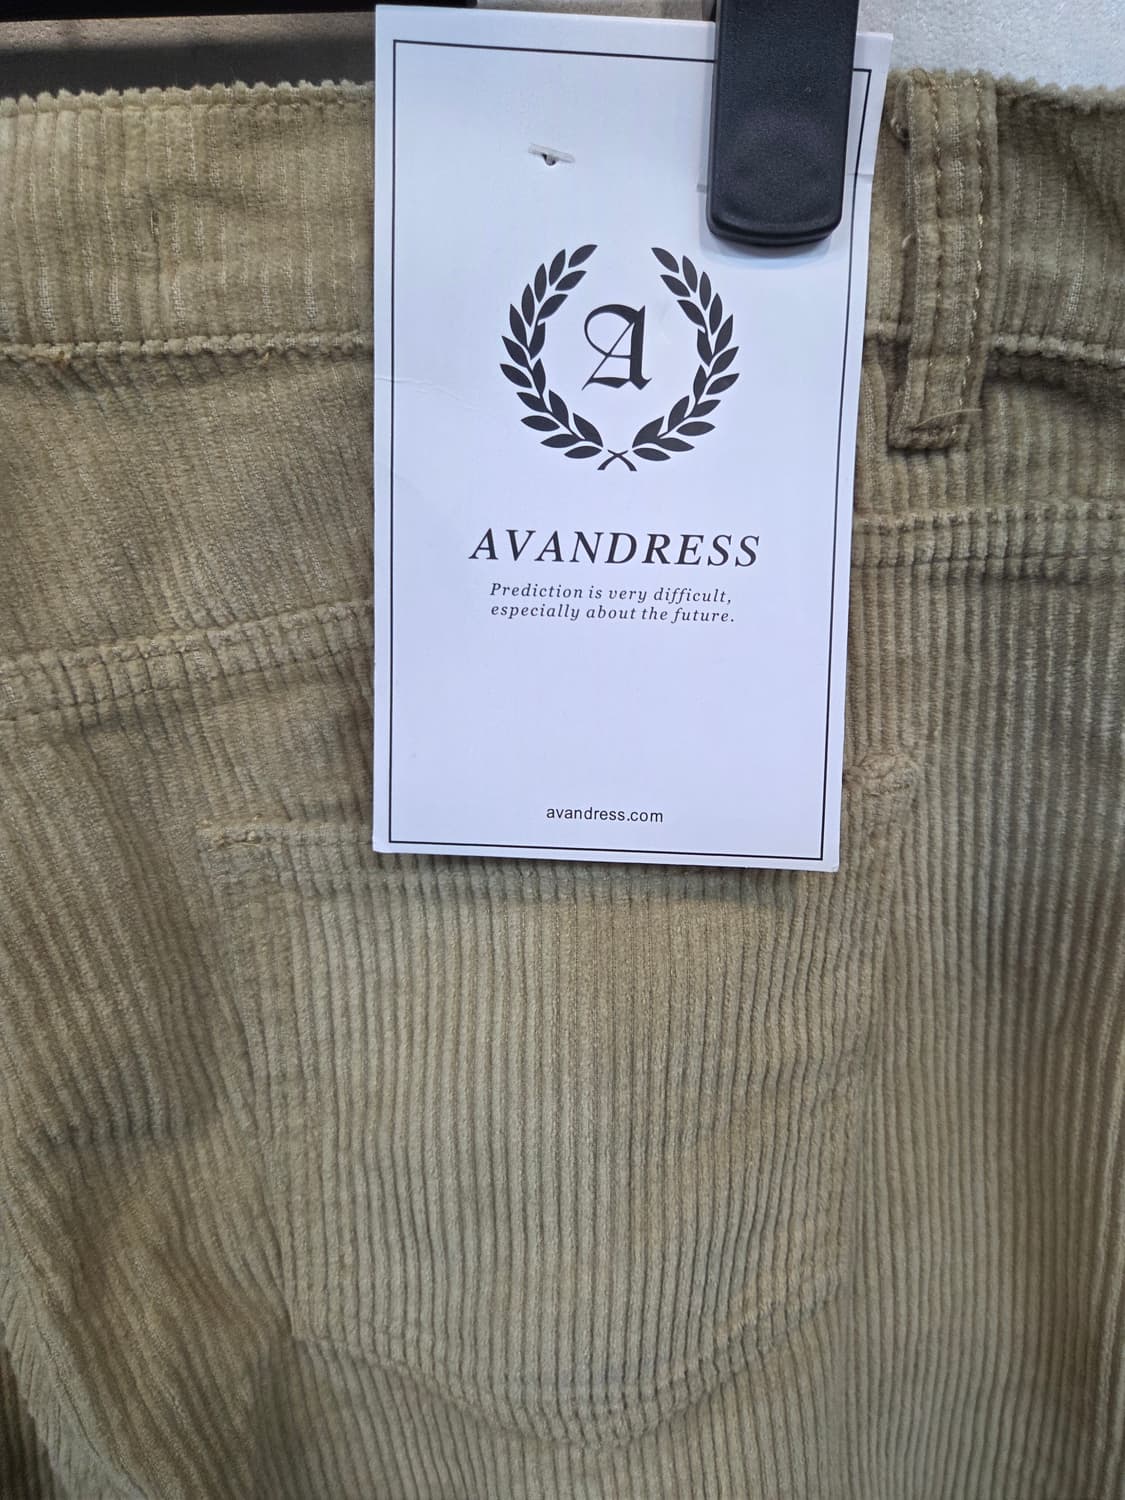 A
AVANDRESS
Prediction is very difficult,
especially about the future.
avandress.com